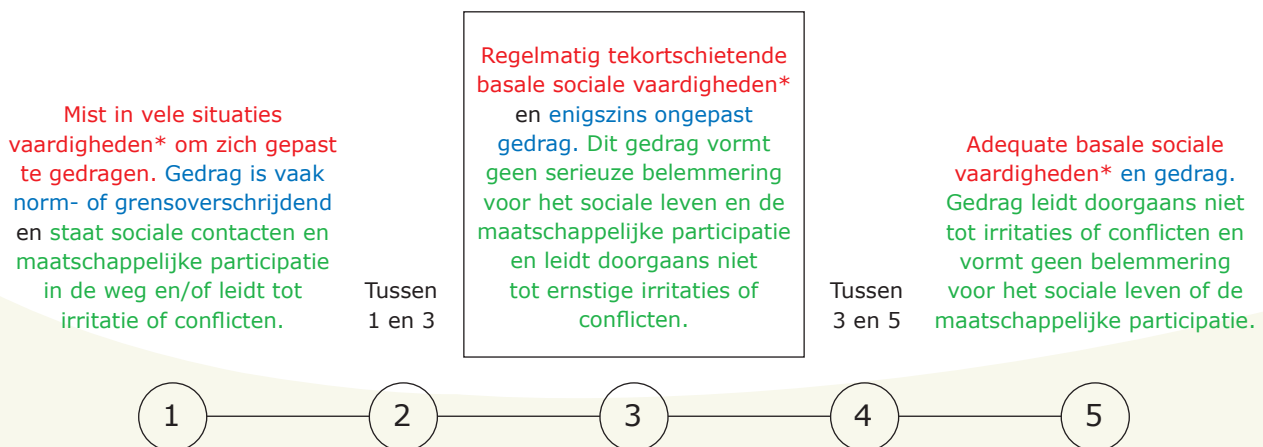 Mist in vele situaties
vaardigheden* om zich gepast
te gedragen. Gedrag is vaak
norm- of grensoverschrijdend
en staat sociale contacten en
maatschappelijke participatie
in de weg en/of leidt tot
irritatie of conflicten.
Tussen
1 en 3
Regelmatig tekortschietende
basale sociale vaardigheden*
en enigszins ongepast
gedrag. Dit gedrag vormt
geen serieuze belemmering
voor het sociale leven en de
maatschappelijke participatie
en leidt doorgaans niet
tot ernstige irritaties of
conflicten.
Tussen
3 en 5
Adequate basale sociale
vaardigheden* en gedrag.
Gedrag leidt doorgaans niet
tot irritaties of conflicten en
vormt geen belemmering
voor het sociale leven of de
maatschappelijke participatie.
1 2 3 4 5